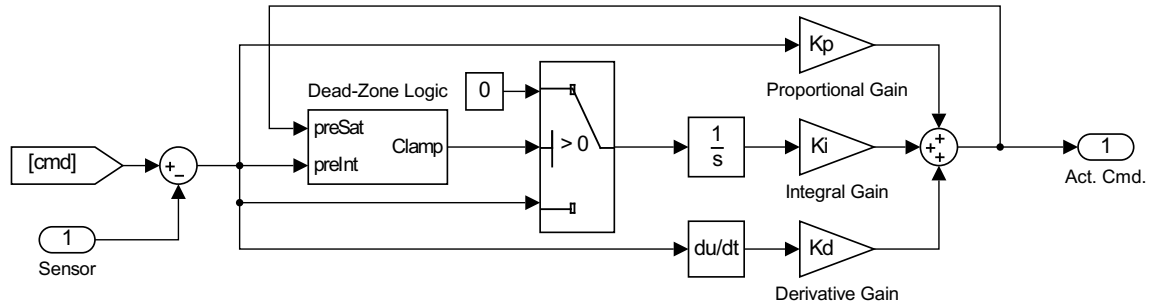 Kp
Proportional Gain
Dead-Zone Logic
0
preSat
preInt
Clamp
> 0
1
s
Ki
Integral Gain
[cmd]
+
−
+
+
+
1
Act. Cmd.
1
Sensor
du/dt
Kd
Derivative Gain